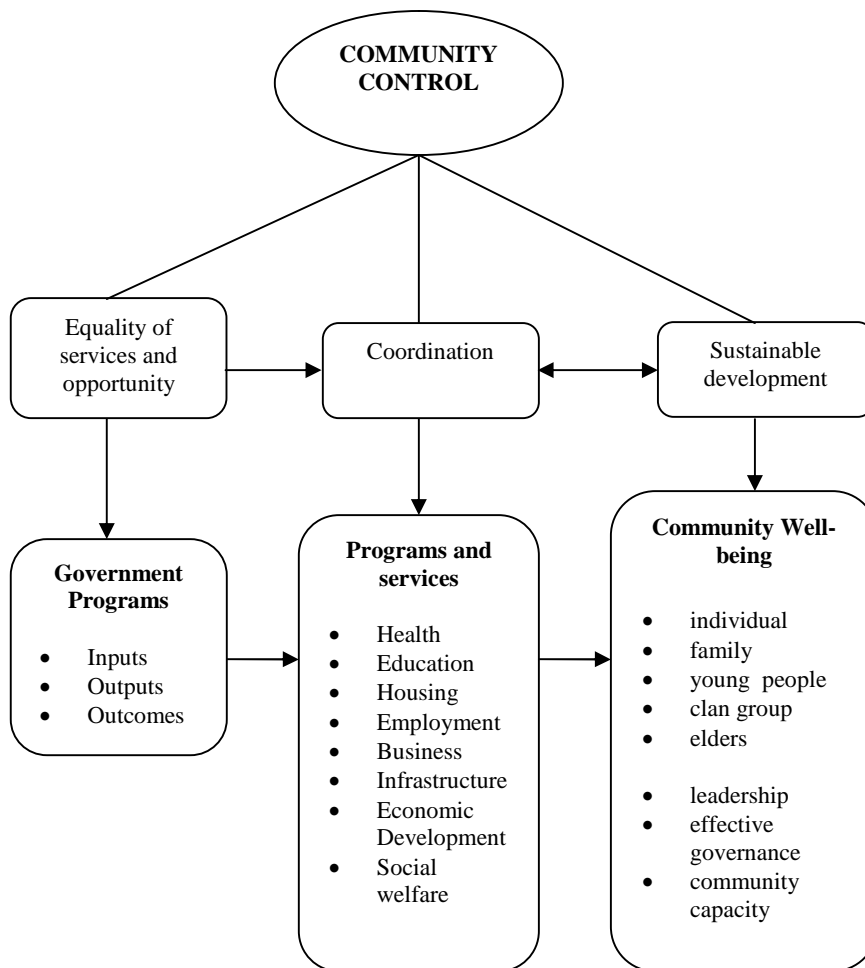 COMMUNITY
CONTROL
Equality of
services and
opportunity
Coordination
Sustainable
development
Government
Programs
• Inputs
• Outputs
• Outcomes
Programs and
services
• Health
• Education
• Housing
• Employment
• Business
• Infrastructure
• Economic
Development
• Social
welfare
Community Well-
being
• individual
• family
• young people
• clan group
• elders
• leadership
• effective
governance
• community
capacity